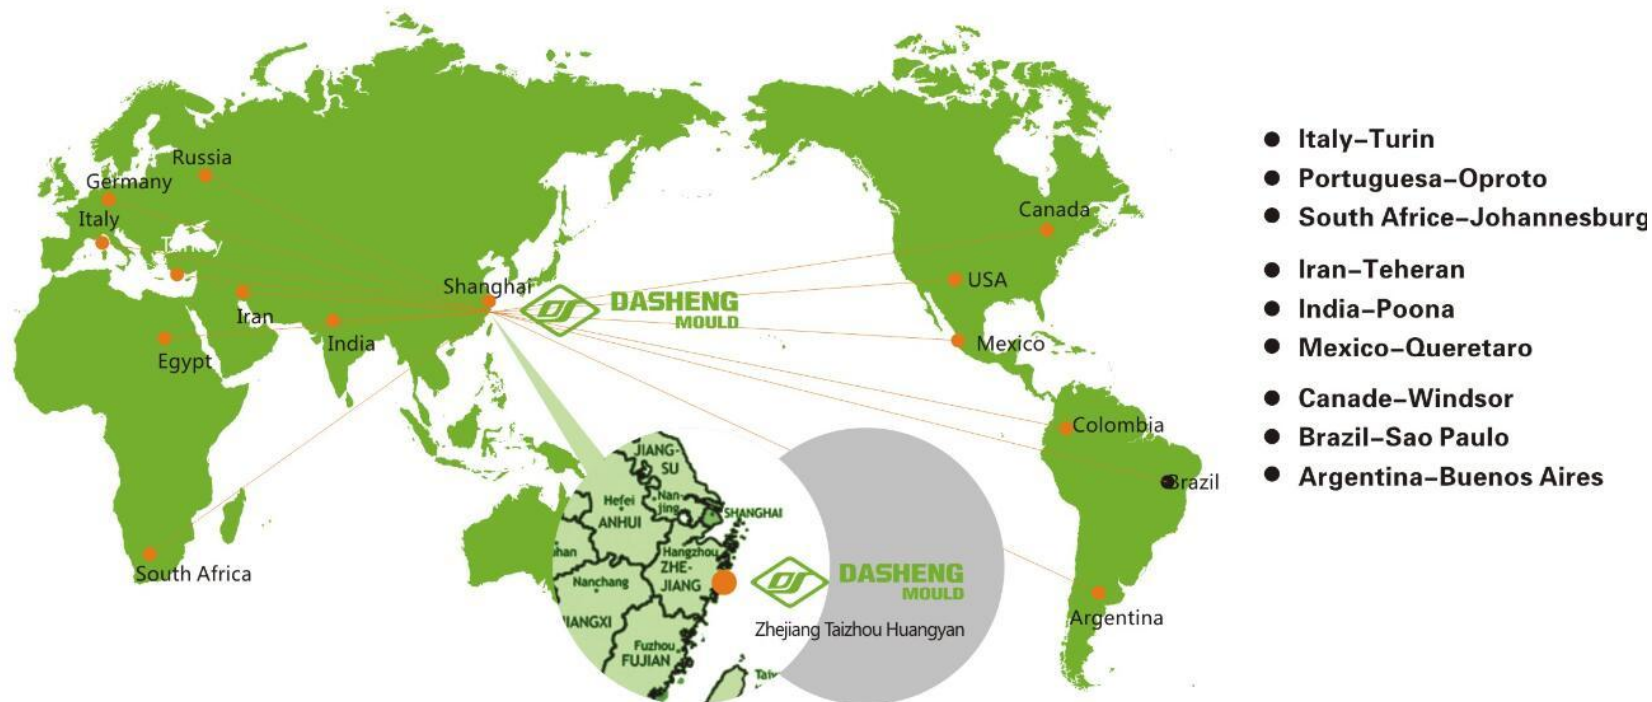 Russia
Germany
Italy
Turkey
Iran
Egypt
India
South Africa
Shanghai
DASHENG
MOULD
Canada
USA
Mexico
Colombia
Brazil
Argentina
JIANG-
SU
Hefei
Nan-
jing
ANHUI
SHANGHAI
Hangzhou
ZHE-
JIANG
Nanchang
Fuzhou
FUJIAN
DASHENG
MOULD
Zhejiang Taizhou Huangyan
Italy–Turin
Portuguesa–Oproto
South Africe–Johannesburg
Iran–Teheran
India–Poona
Mexico–Queretaro
Canade–Windsor
Brazil–Sao Paulo
Argentina–Buenos Aires